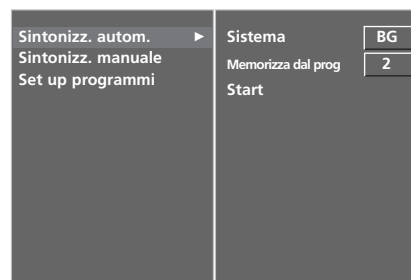 Sintonizz. autom. ►
Sintonizz. manuale
Set up programmi
Sistema BG
Memorizza dal prog 2
Start